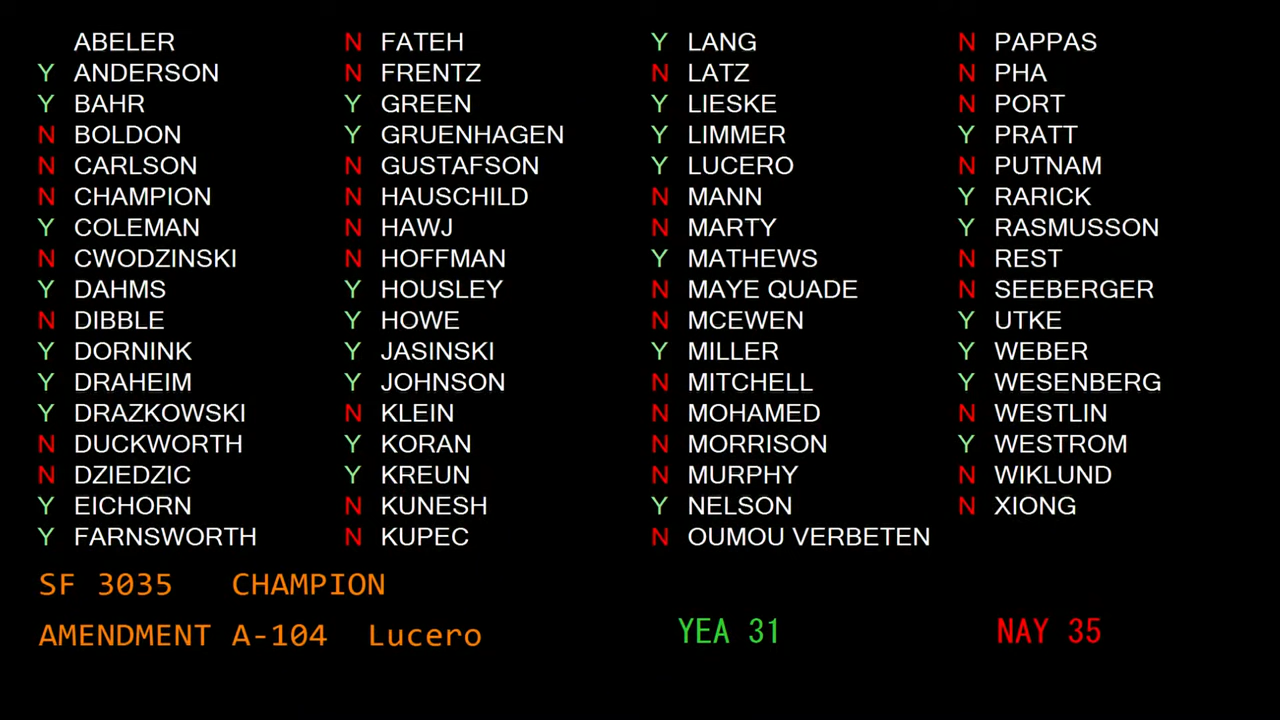 ABELER N FATEH Y LANG N PAPPAS
Y ANDERSON N FRENTZ N LATZ N PHA
Y BAHR Y GREEN Y LIESKE N PORT
N BOLDON Y GRUENHAGEN Y LIMMER Y PRATT
N CARLSON N GUSTAFSON Y LUCERO N PUTNAM
N CHAMPION N HAUSCHILD N MANN Y RARICK
Y COLEMAN N HAWJ N MARTY Y RASMUSSON
N CWODZINSKI N HOFFMAN Y MATHEWS N REST
Y DAHMS Y HOUSLEY N MAYE QUADE N SEEBERGER
N DIBBLE Y HOWE N MCEWEN Y UTKE
Y DORNINK Y JASINSKI Y MILLER Y WEBER
Y DRAHEIM Y JOHNSON N MITCHELL Y WESENBERG
Y DRAZKOWSKI N KLEIN N MOHAMED N WESTLIN
N DUCKWORTH Y KORAN N MORRISON Y WESTROM
N DZIEDZIC Y KREUN N MURPHY N WIKLUND
Y EICHORN N KUNESH Y NELSON N XIONG
Y FARNSWORTH N KUPEC N OUMOU VERBETEN
SF 3035 CHAMPION
AMENDMENT A-104 Lucero YEA 31 NAY 35